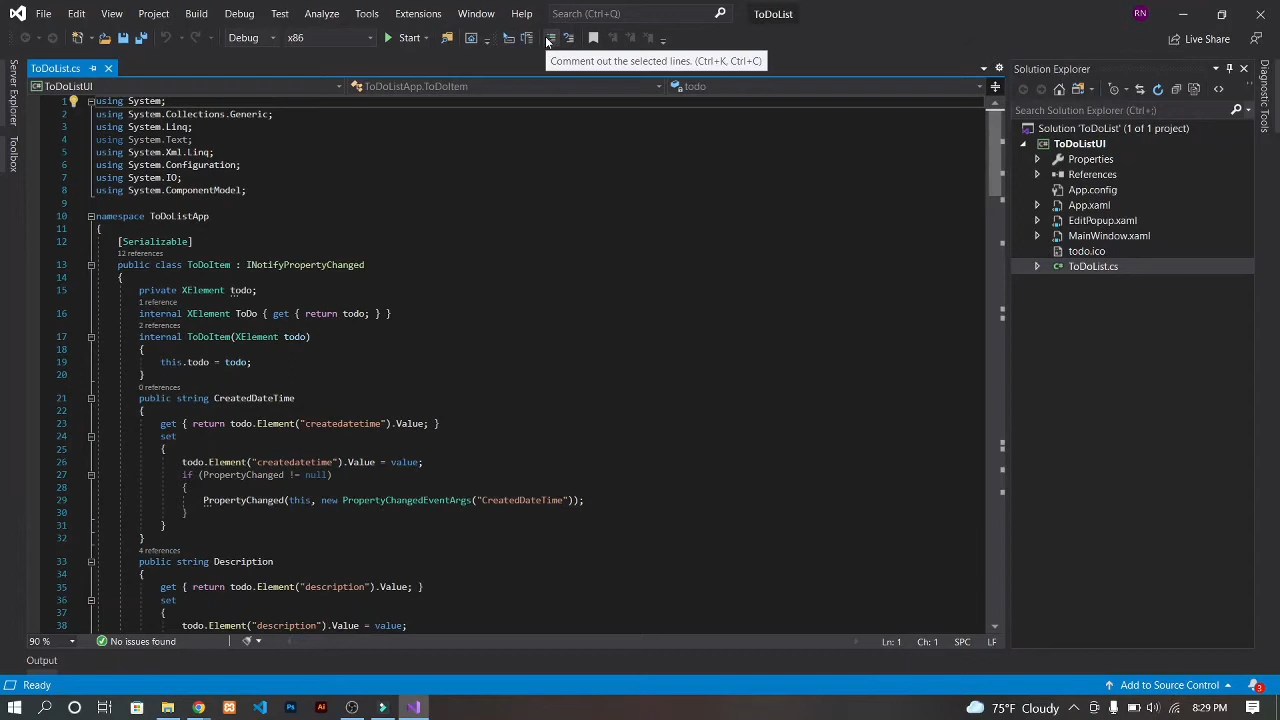 File Edit View Git Project Build Debug Test Analyze Tools Extensions Window Help Search (Ctrl+Q) ToDoList RN
Debug x86 Start Live Share
Comment out the selected lines. (Ctrl+K, Ctrl+C)
Server Explorer
Toolbox
ToDoList.cs
ToDoListUI ToDoListApp.ToDoItem todo
1 using System;
2 using System.Collections.Generic;
3 using System.Linq;
4 using System.Text;
5 using System.Xml.Linq;
6 using System.Configuration;
7 using System.IO;
8 using System.ComponentModel;
9
10 namespace ToDoListApp
11 {
12 [Serializable]
12 references
13 public class ToDoItem : INotifyPropertyChanged
14 {
15 private XElement todo;
1 reference
16 internal XElement ToDo { get { return todo; } }
2 references
17 internal ToDoItem(XElement todo)
18 {
19 this.todo = todo;
20 }
0 references
21 public string CreatedDateTime
22 {
23 get { return todo.Element("createdatetime").Value; }
24 set
25 {
26 todo.Element("createdatetime").Value = value;
27 if (PropertyChanged != null)
28 {
29 PropertyChanged(this, new PropertyChangedEventArgs("CreatedDateTime"));
30 }
31 }
32 }
4 references
33 public string Description
34 {
35 get { return todo.Element("description").Value; }
36 set
37 {
38 todo.Element("description").Value = value;
90 % No issues found Ln: 1 Ch: 1 SPC LF
Output
Solution Explorer
Search Solution Explorer (Ctrl+;)
Solution 'ToDoList' (1 of 1 project)
ToDoListUI
Properties
References
App.config
App.xaml
EditPopup.xaml
MainWindow.xaml
todo.ico
ToDoList.cs
Diagnostic Tools
Ready Add to Source Control 3
Ps Ai 75°F Cloudy 8:29 PM